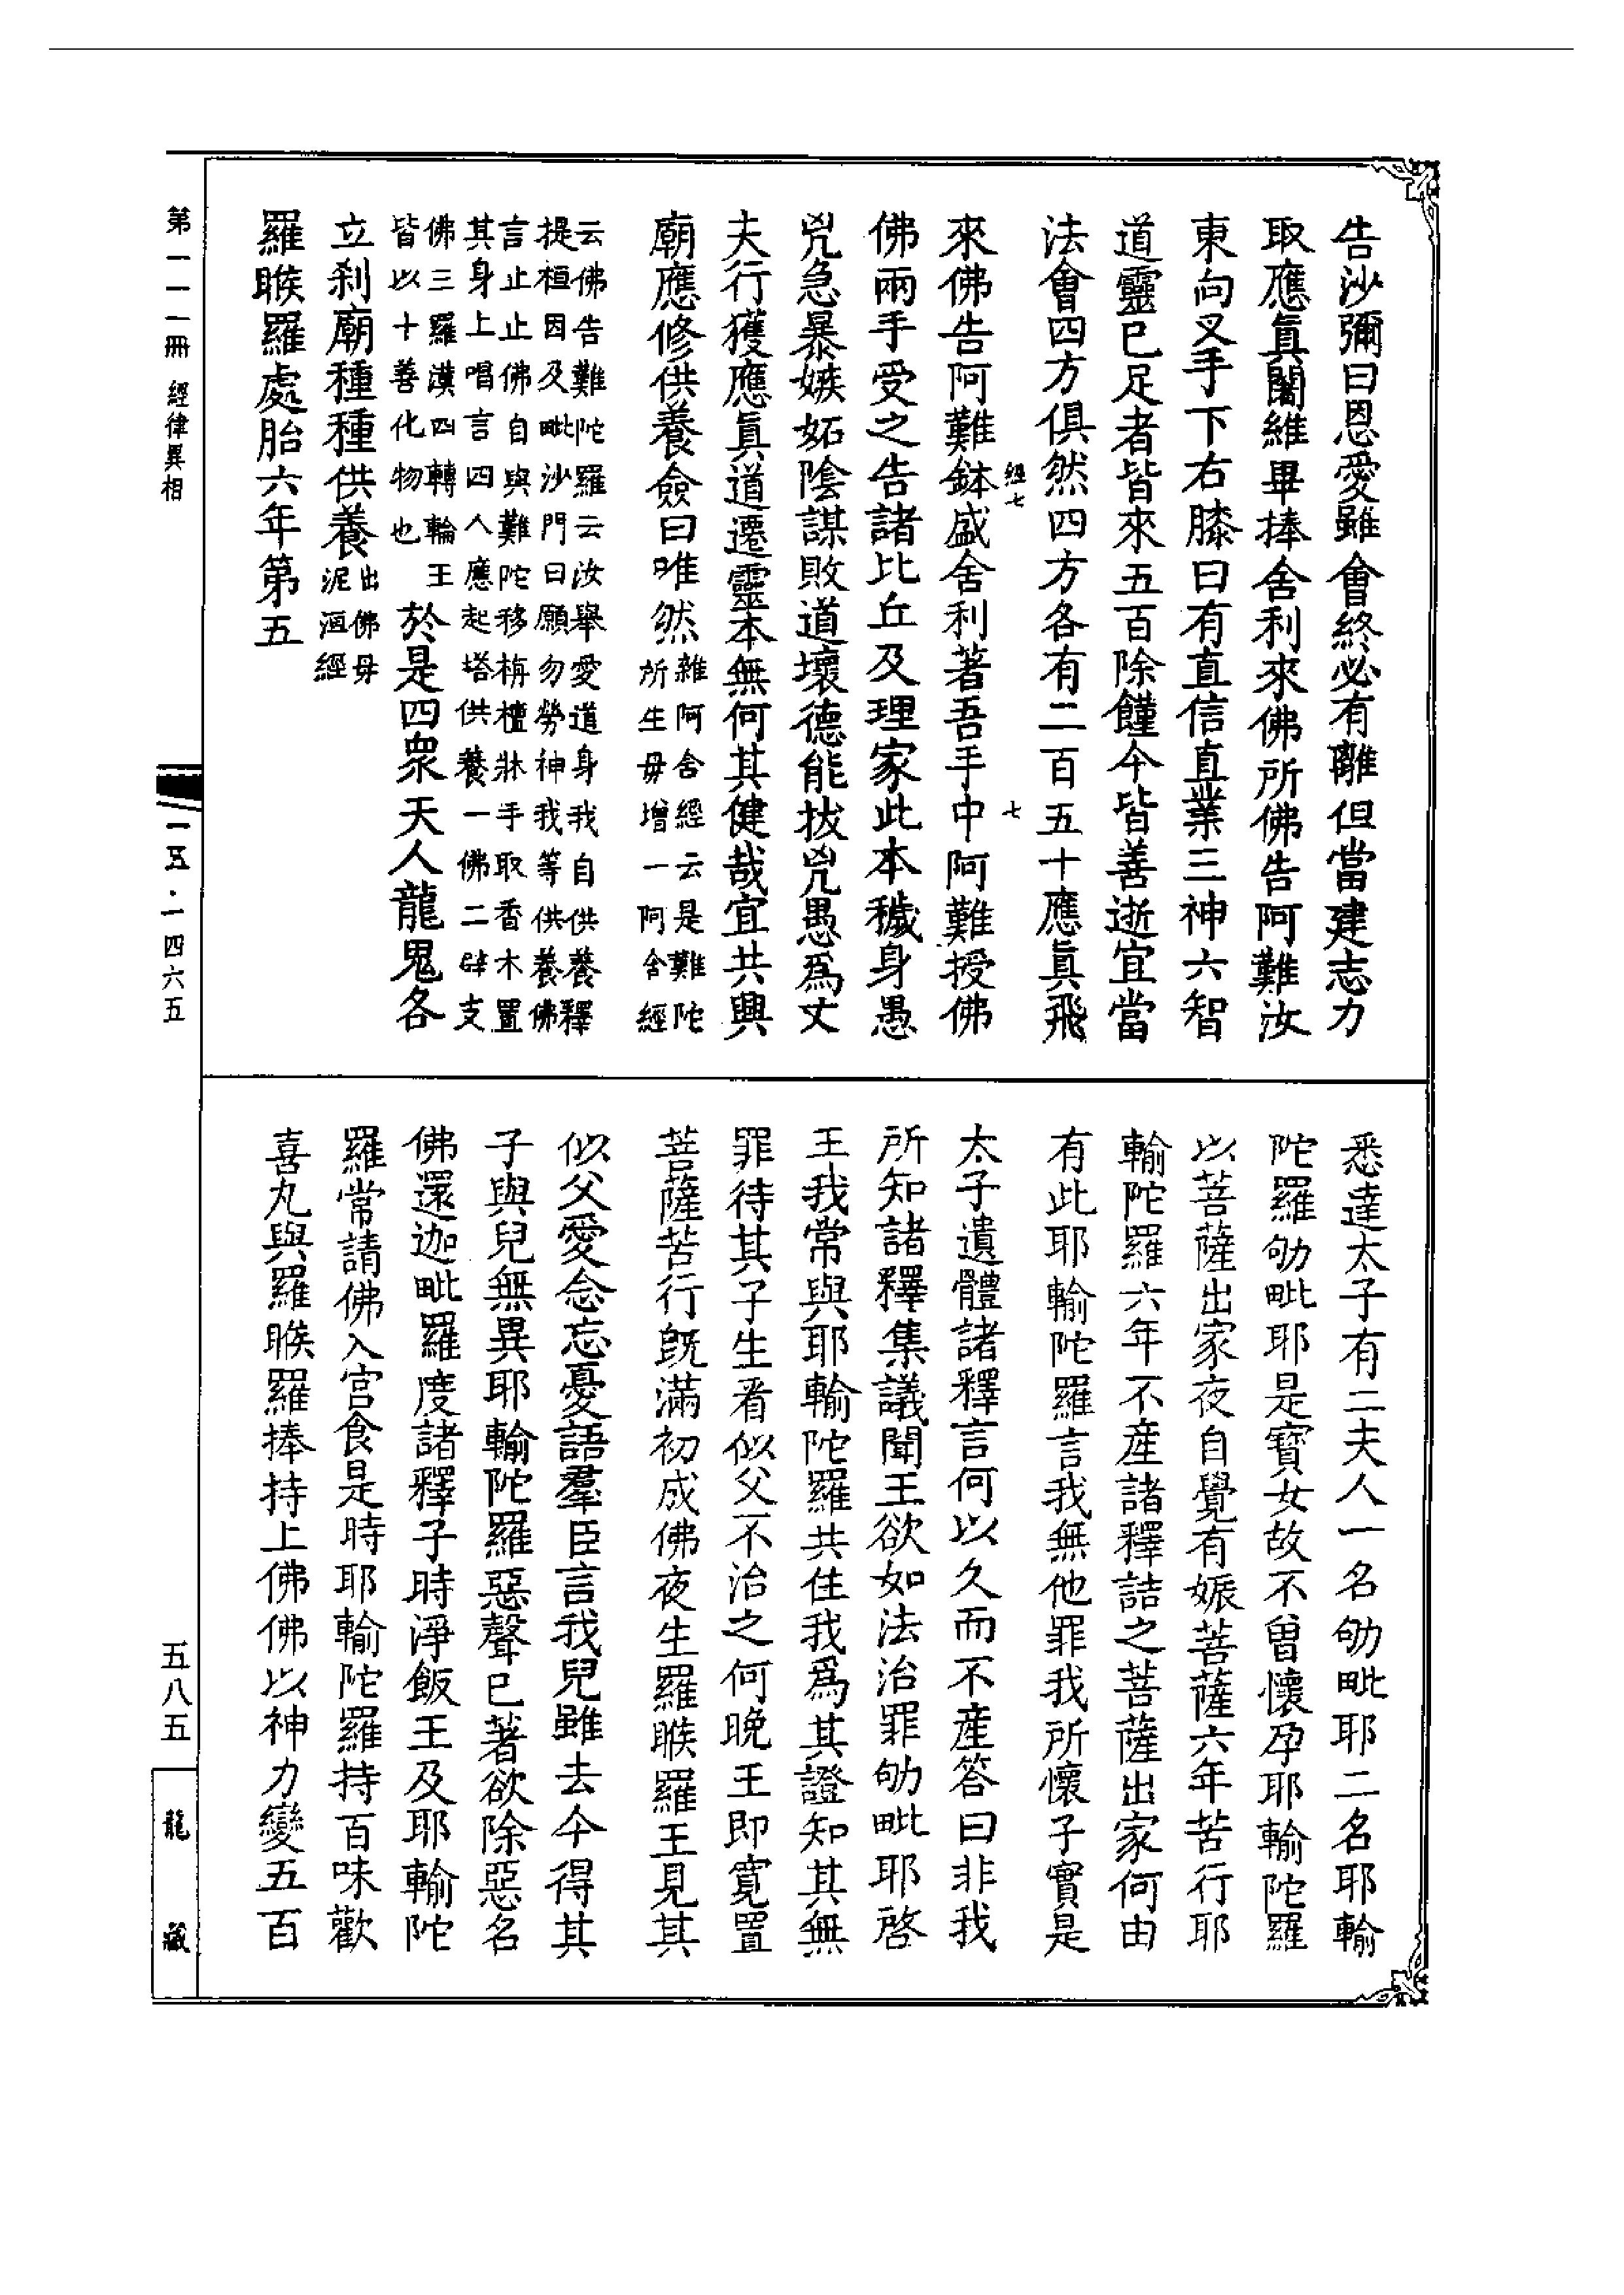 告沙彌曰恩愛雖會終必有離但當建志力
取應真闍維畢捧舍利來佛所佛告阿難汝
東向叉手下右膝曰有直信直業三神六智
道靈已足者皆來五百除饉今皆善逝宜當
法會四方俱然四方各有二百五十應真飛
經七
七
來佛告阿難鉢盛舍利著吾手中阿難授佛
佛兩手受之告諸比丘及理家此本穢身愚
兇急暴嫉妬陰謀敗道壞德能拔兇愚為丈
夫行獲應真道遷靈本無何其健哉宜共興
廟應修供養僉曰唯然雜阿含經云是難陀
所生毋增一阿含經
云佛告難陀羅云汝舉愛道身我自供養釋
提桓因及毗沙門曰願勿勞神我等供養佛
言止止佛自與難陀移栴檀牀手取香木置
其身上唱言四人應起塔供養一佛二辟支
佛三羅漢四轉輪王
皆以十善化物也
於是四眾天人龍鬼各
立剎廟種種供養出佛毋
泥洹經
羅睺羅處胎六年第五
悉達太子有二夫人一名劬毗耶二名耶輸
陀羅劬毗耶是寶女故不曾懷孕耶輸陀羅
以菩薩出家夜自覺有娠菩薩六年苦行耶
輸陀羅六年不產諸釋詰之菩薩出家何由
有此耶輸陀羅言我無他罪我所懷子實是
太子遺體諸釋言何以久而不產答曰非我
所知諸釋集議聞王欲如法治罪劬毗耶啓
王我常與耶輸陀羅共住我為其證知其無
罪待其子生看似父不治之何晚王即寬置
菩薩苦行既滿初成佛夜生羅睺羅王見其
似父愛念忘憂語羣臣言我兒雖去今得其
子與兒無異耶輸陀羅惡聲已著欲除惡名
佛還迦毗羅度諸釋子時淨飯王及耶輸陀
羅常請佛入宮食是時耶輸陀羅持百味歡
喜丸與羅睺羅捧持上佛佛以神力變五百
第一一一冊 經律異相
一五·一四六五
五八五
龍藏